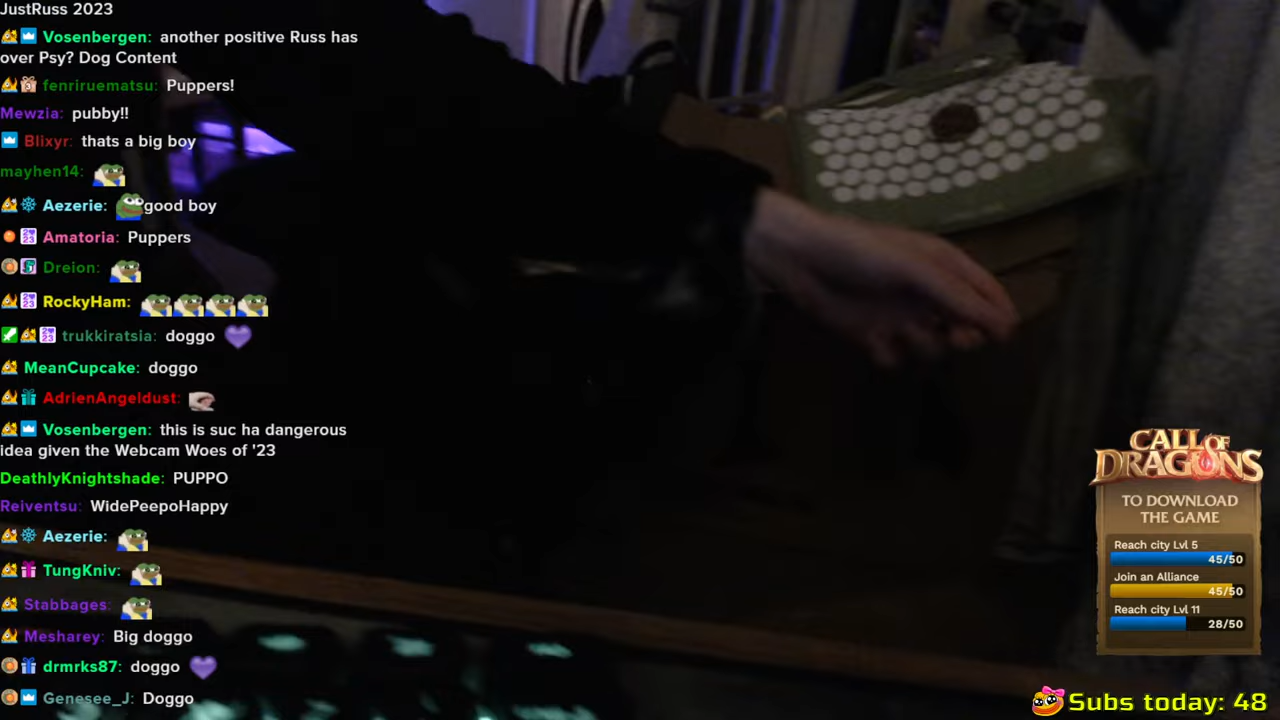 JustRuss 2023
Vosenbergen: another positive Russ has
over Psy? Dog Content
fenriruematsu: Puppers!
Mewzia: pubby!!
Blixyr: thats a big boy
mayhen14:
Aezerie: good boy
Amatoria: Puppers
Dreion:
RockyHam:
trukkiratsia: doggo
MeanCupcake: doggo
AdrienAngeldust:
Vosenbergen: this is suc ha dangerous
idea given the Webcam Woes of '23
DeathlyKnightshade: PUPPO
Reiventsu: WidePeepoHappy
Aezerie:
TungKniv:
Stabbages:
Mesharey: Big doggo
drmrks87: doggo
Genesee_J: Doggo
CALL OF
DRAGONS
TO DOWNLOAD
THE GAME
Reach city Lvl 5
45/50
Join an Alliance
45/50
Reach city Lvl 11
28/50
Subs today: 48